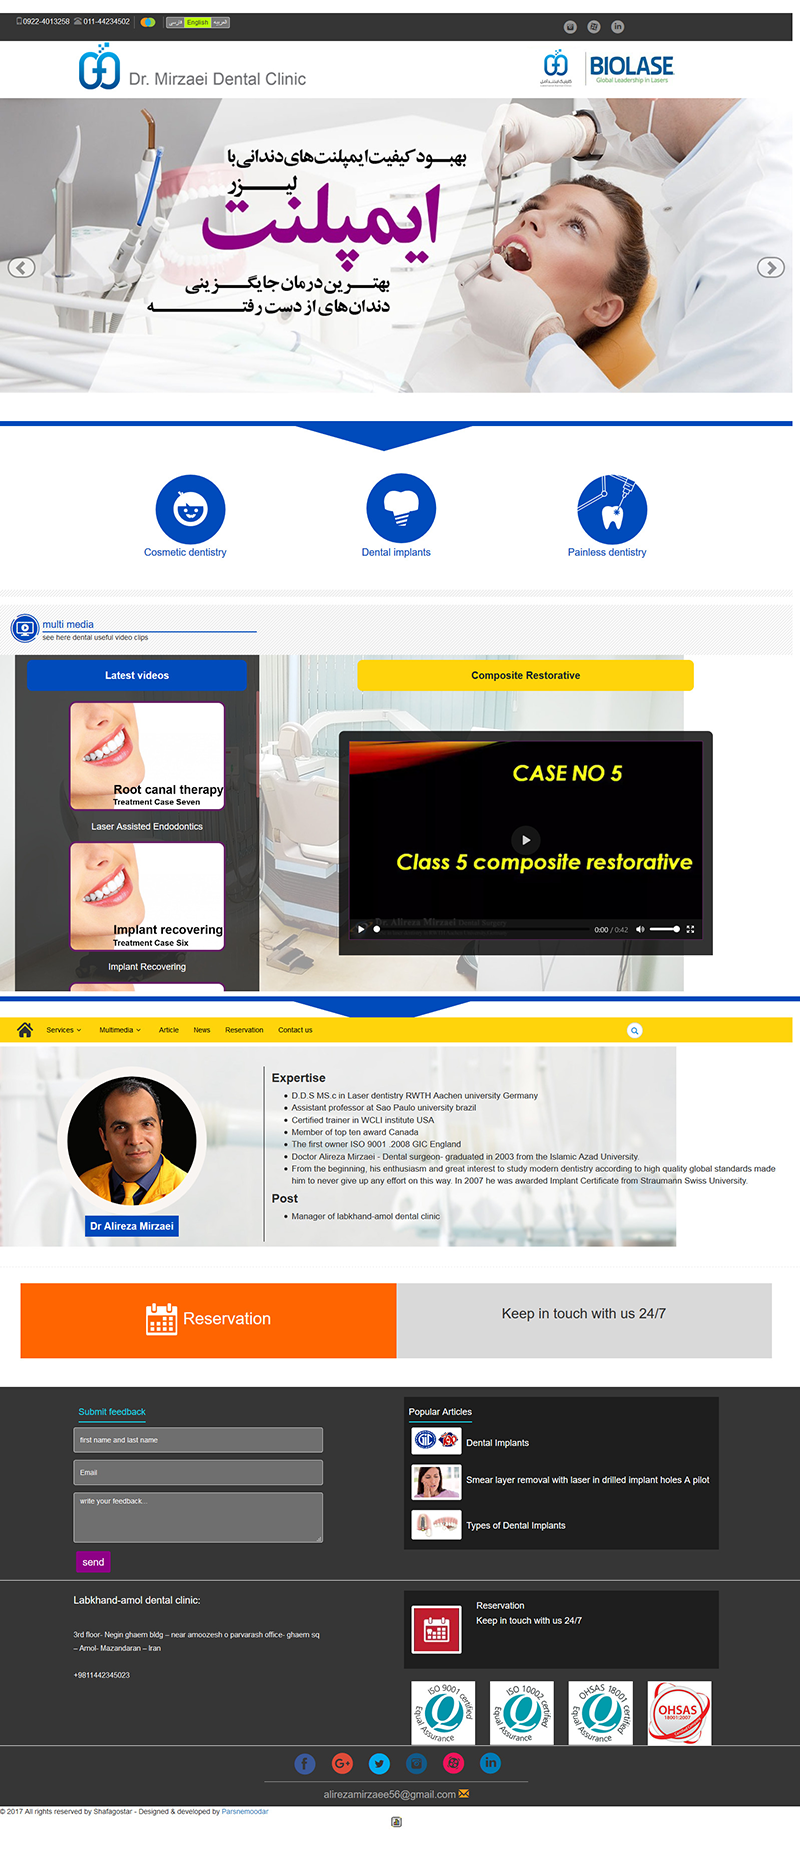 0922-4013258 011-44234502 فارسی English العربیه
Dr. Mirzaei Dental Clinic
BIOLASE
Global Leadership in Lasers
بهبود کیفیت ایمپلنت‌های دندانی با
لیزر
ایمپلنت
بهترین درمان جایگزینی
دندان‌های از دست رفته
Cosmetic dentistry
Dental implants
Painless dentistry
multi media
see here dental useful video clips
Latest videos
Root canal therapy
Treatment Case Seven
Laser Assisted Endodontics
Implant recovering
Treatment Case Six
Implant Recovering
Composite Restorative
CASE NO 5
Class 5 composite restorative
Dr. Alireza Mirzaei Dental Surgery
0:00 / 0:42
Services Multimedia Article News Reservation Contact us
Dr Alireza Mirzaei
Expertise
D.D.S MS.c in Laser dentistry RWTH Aachen university Germany
Assistant professor at Sao Paulo university brazil
Certified trainer in WCLI institute USA
Member of top ten award Canada
The first owner ISO 9001 .2008 GIC England
Doctor Alireza Mirzaei - Dental surgeon- graduated in 2003 from the Islamic Azad University.
From the beginning, his enthusiasm and great interest to study modern dentistry according to high quality global standards made
him to never give up any effort on this way. In 2007 he was awarded Implant Certificate from Straumann Swiss University.
Post
Manager of labkhand-amol dental clinic
Reservation
Keep in touch with us 24/7
Submit feedback
first name and last name
Email
write your feedback...
send
Popular Articles
GIC
Dental Implants
Smear layer removal with laser in drilled implant holes A pilot
Types of Dental Implants
Labkhand-amol dental clinic:
3rd floor- Negin ghaem bldg – near amoozesh o parvarash office- ghaem sq
– Amol- Mazandaran – Iran
+9811442345023
Reservation
Keep in touch with us 24/7
ISO 9001 certified
Equal Assurance
ISO 10002 certified
Equal Assurance
OHSAS 18001 certified
Equal Assurance
OHSAS
18001:2007
alirezamirzaee56@gmail.com
© 2017 All rights reserved by Shafagostar - Designed & developed by Parsnemoodar